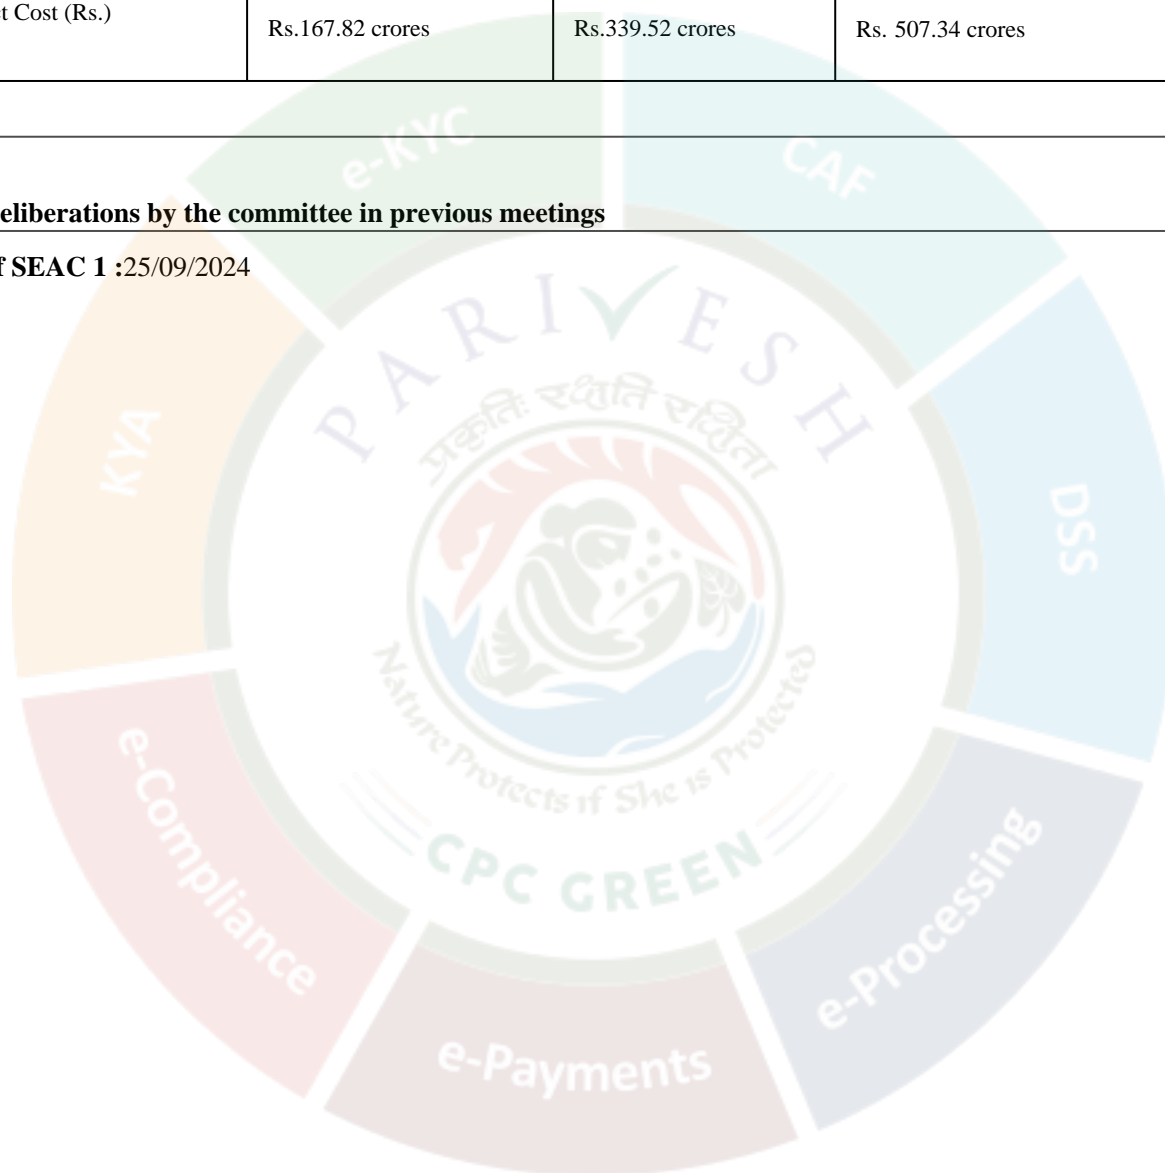 t Cost (Rs.)
Rs.167.82 crores
Rs.339.52 crores
Rs. 507.34 crores
eliberations by the committee in previous meetings
f SEAC 1 :25/09/2024
e-KYC
CAF
KYA
DSS
PARIVESH
प्रकृतिः रक्षति रक्षिता
Nature Protects if She is Protected
CPC GREEN
e-Compliance
e-Processing
e-Payments